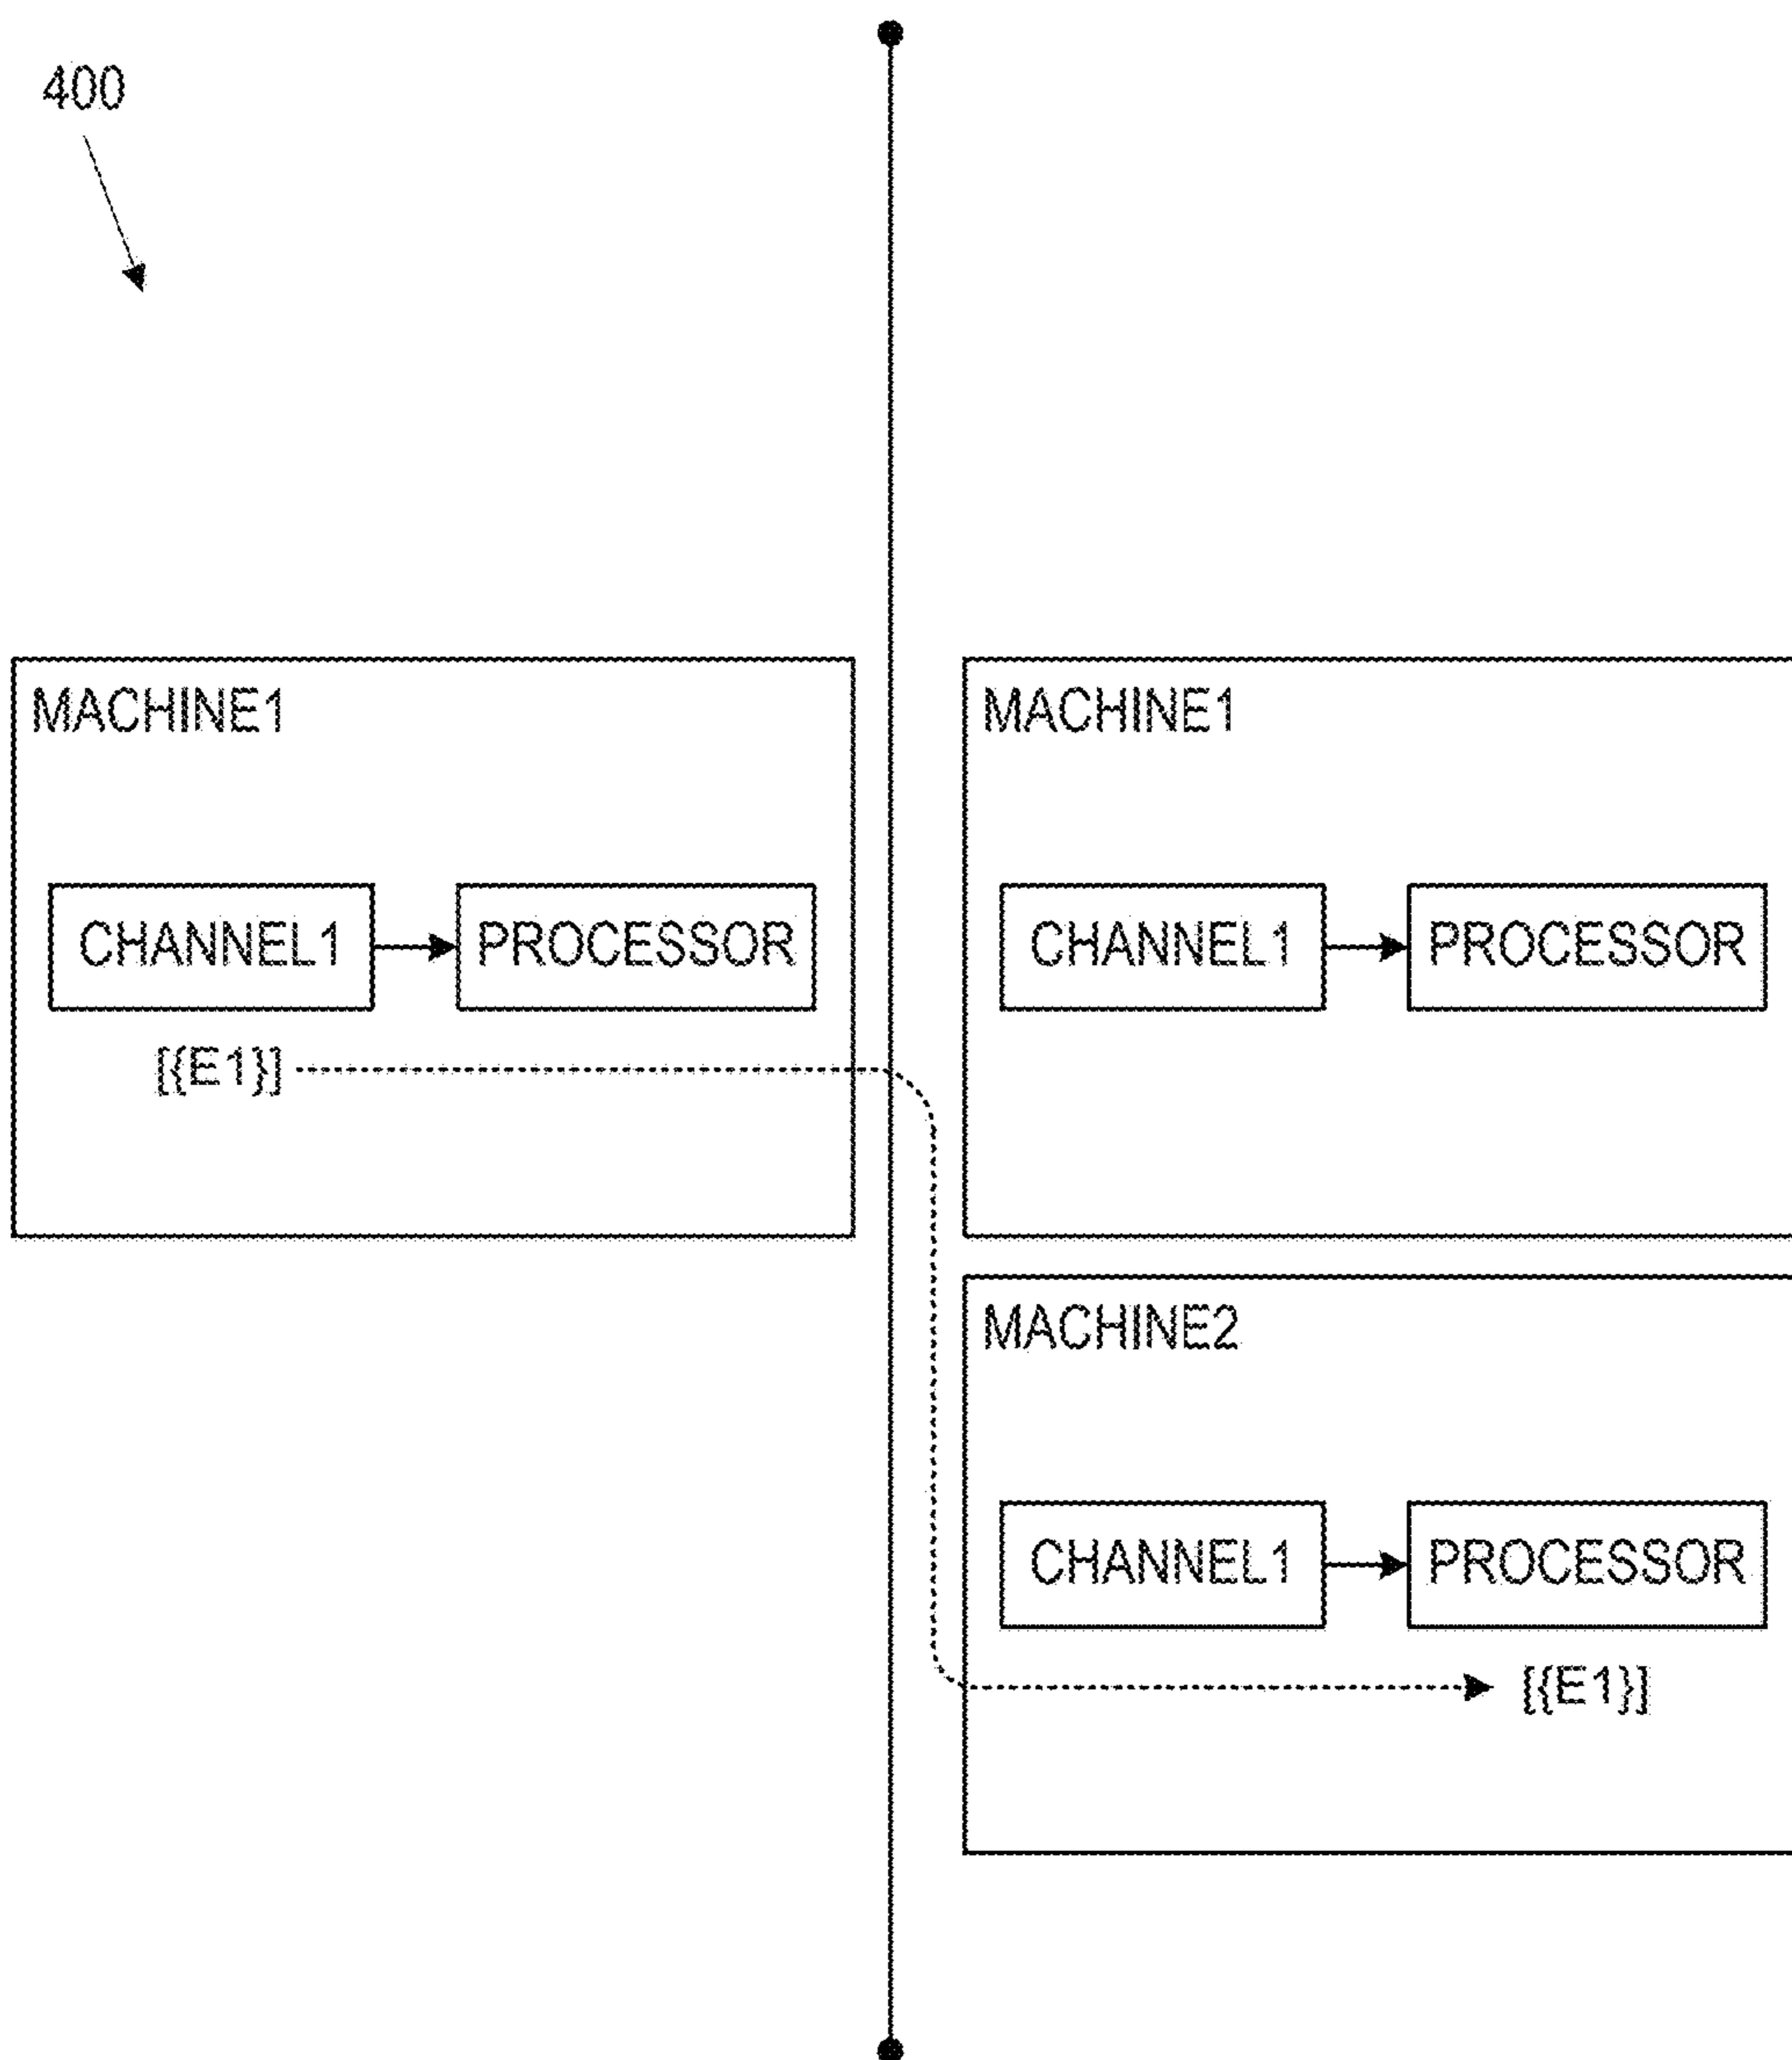 400
MACHINE1
CHANNEL1
PROCESSOR
[{E1}]
MACHINE1
CHANNEL1
PROCESSOR
MACHINE2
CHANNEL1
PROCESSOR
[{E1}]